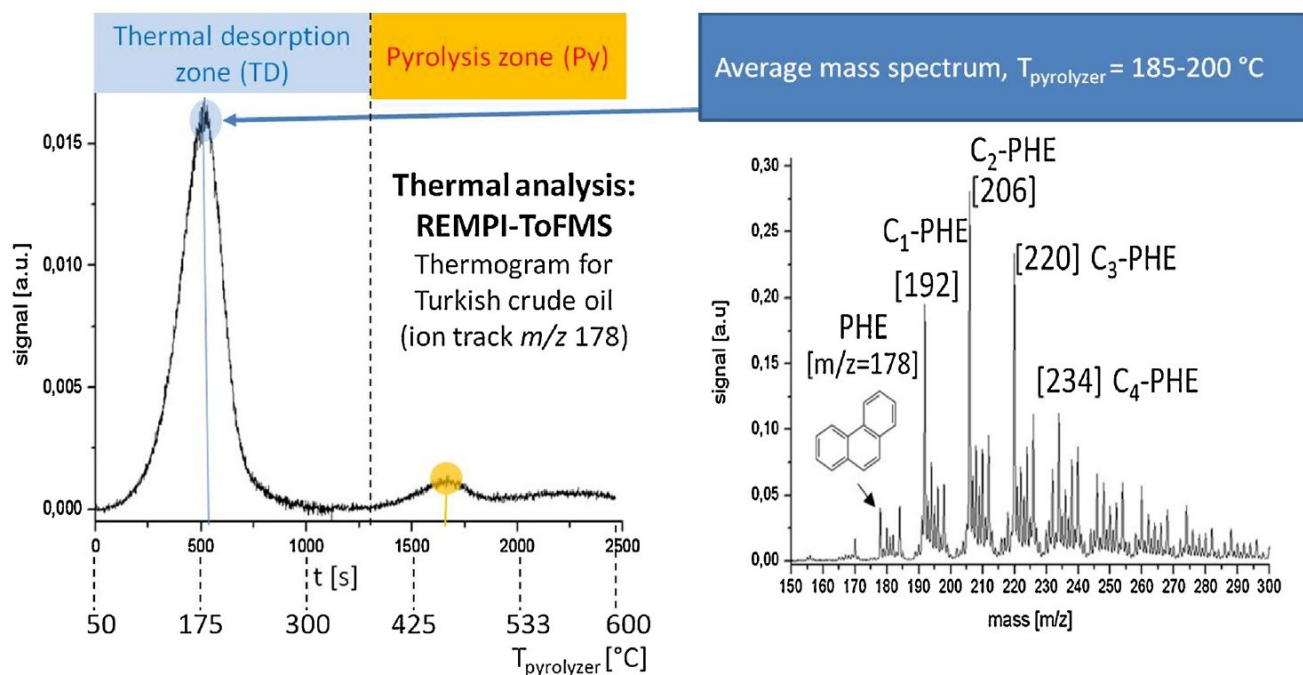 Thermal desorption
zone (TD)
Pyrolysis zone (Py)
Average mass spectrum, T_pyrolyzer = 185-200 °C
signal [a.u.]
0,015
0,010
0,005
0,000
Thermal analysis:
REMPI-ToFMS
Thermogram for
Turkish crude oil
(ion track m/z 178)
0 500 1000 1500 2000 2500
t [s]
50 175 300 425 533 600
T_pyrolyzer [°C]
signal [a.u]
0,30
0,25
0,20
0,15
0,10
0,05
0,00
C₂-PHE
[206]
C₁-PHE
[192]
[220] C₃-PHE
PHE
[m/z=178]
[234] C₄-PHE
150 160 170 180 190 200 210 220 230 240 250 260 270 280 290 300
mass [m/z]